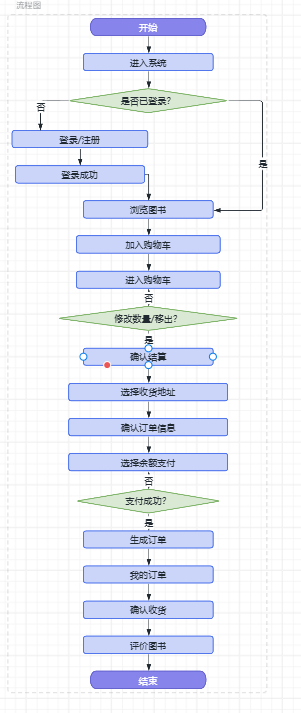 流程图
开始
进入系统
是否已登录?
否
是
登录/注册
登录成功
浏览图书
加入购物车
进入购物车
否
修改数量/移出?
是
确认结算
选择收货地址
确认订单信息
选择余额支付
否
支付成功?
是
生成订单
我的订单
确认收货
评价图书
结束